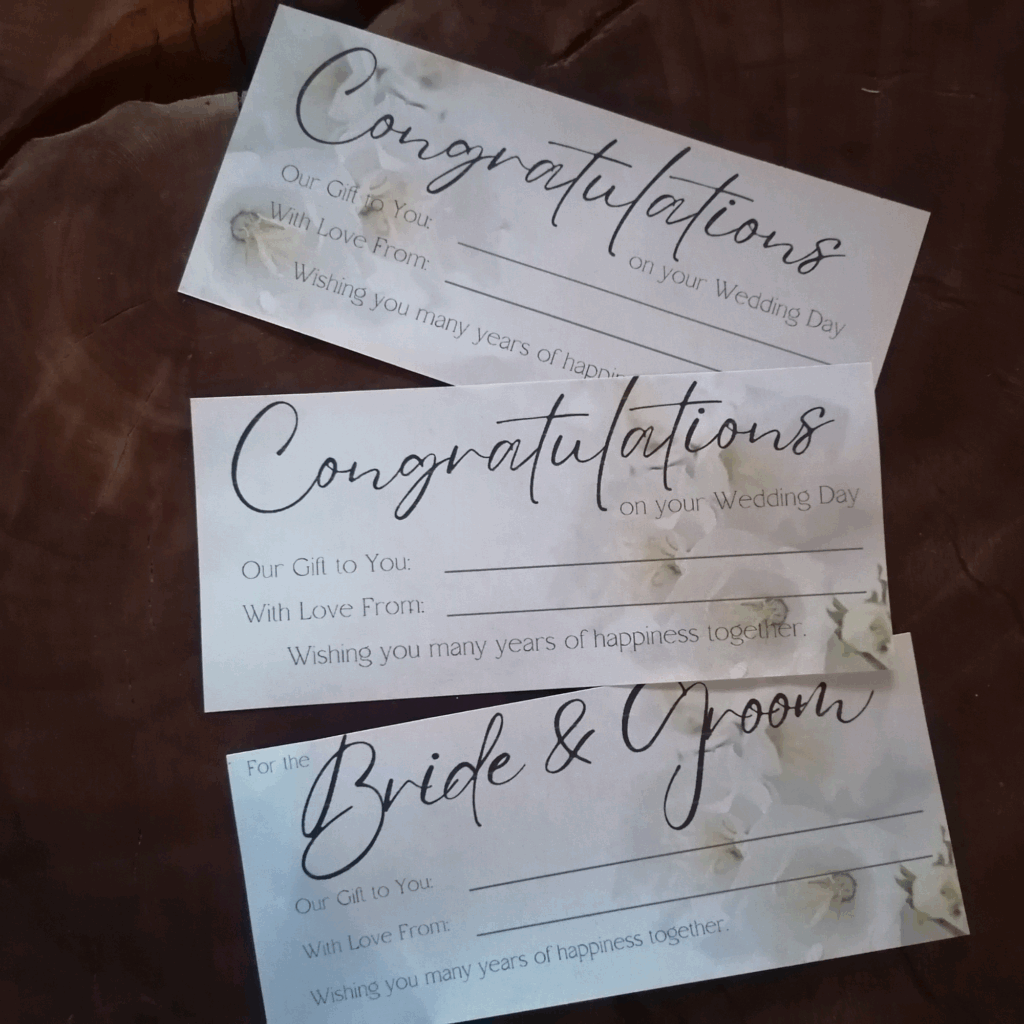 Congratulations
on your Wedding Day
Our Gift to You:
With Love From:
Wishing you many years of happin
Congratulations
on your Wedding Day
Our Gift to You:
With Love From:
Wishing you many years of happiness together.
For the Bride & Groom
Our Gift to You:
With Love From:
Wishing you many years of happiness together.